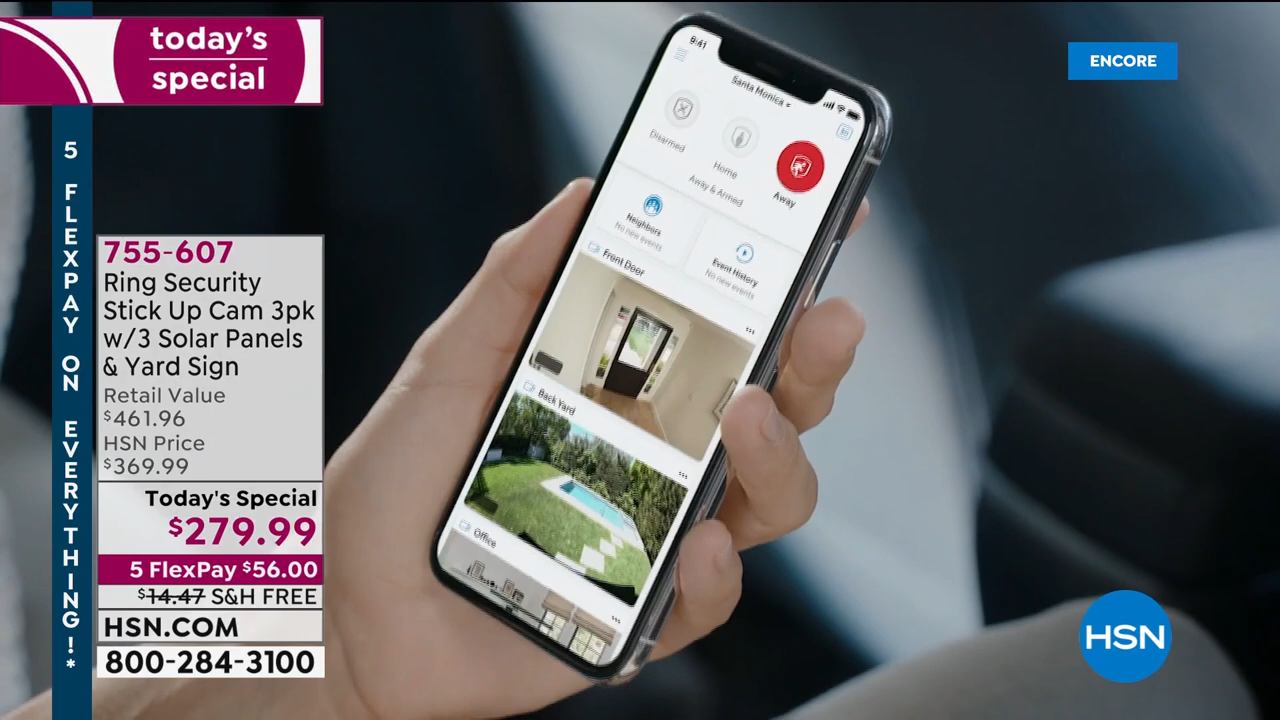 today's
special
ENCORE
5 FLEXPAY ON EVERYTHING!*
755-607
Ring Security
Stick Up Cam 3pk
w/3 Solar Panels
& Yard Sign
Retail Value
$461.96
HSN Price
$369.99
Today's Special
$279.99
5 FlexPay $56.00
$14.47 S&H FREE
HSN.COM
800-284-3100
9:41
Santa Monica
Disarmed
Home
Away
Away & Armed
Neighbors
No new events
Event History
No new events
Front Door
Back Yard
Office
HSN